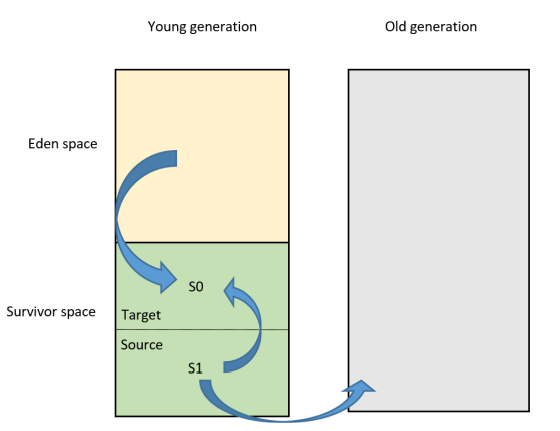 Young generation
Old generation
Eden space
S0
Survivor space
Target
Source
S1